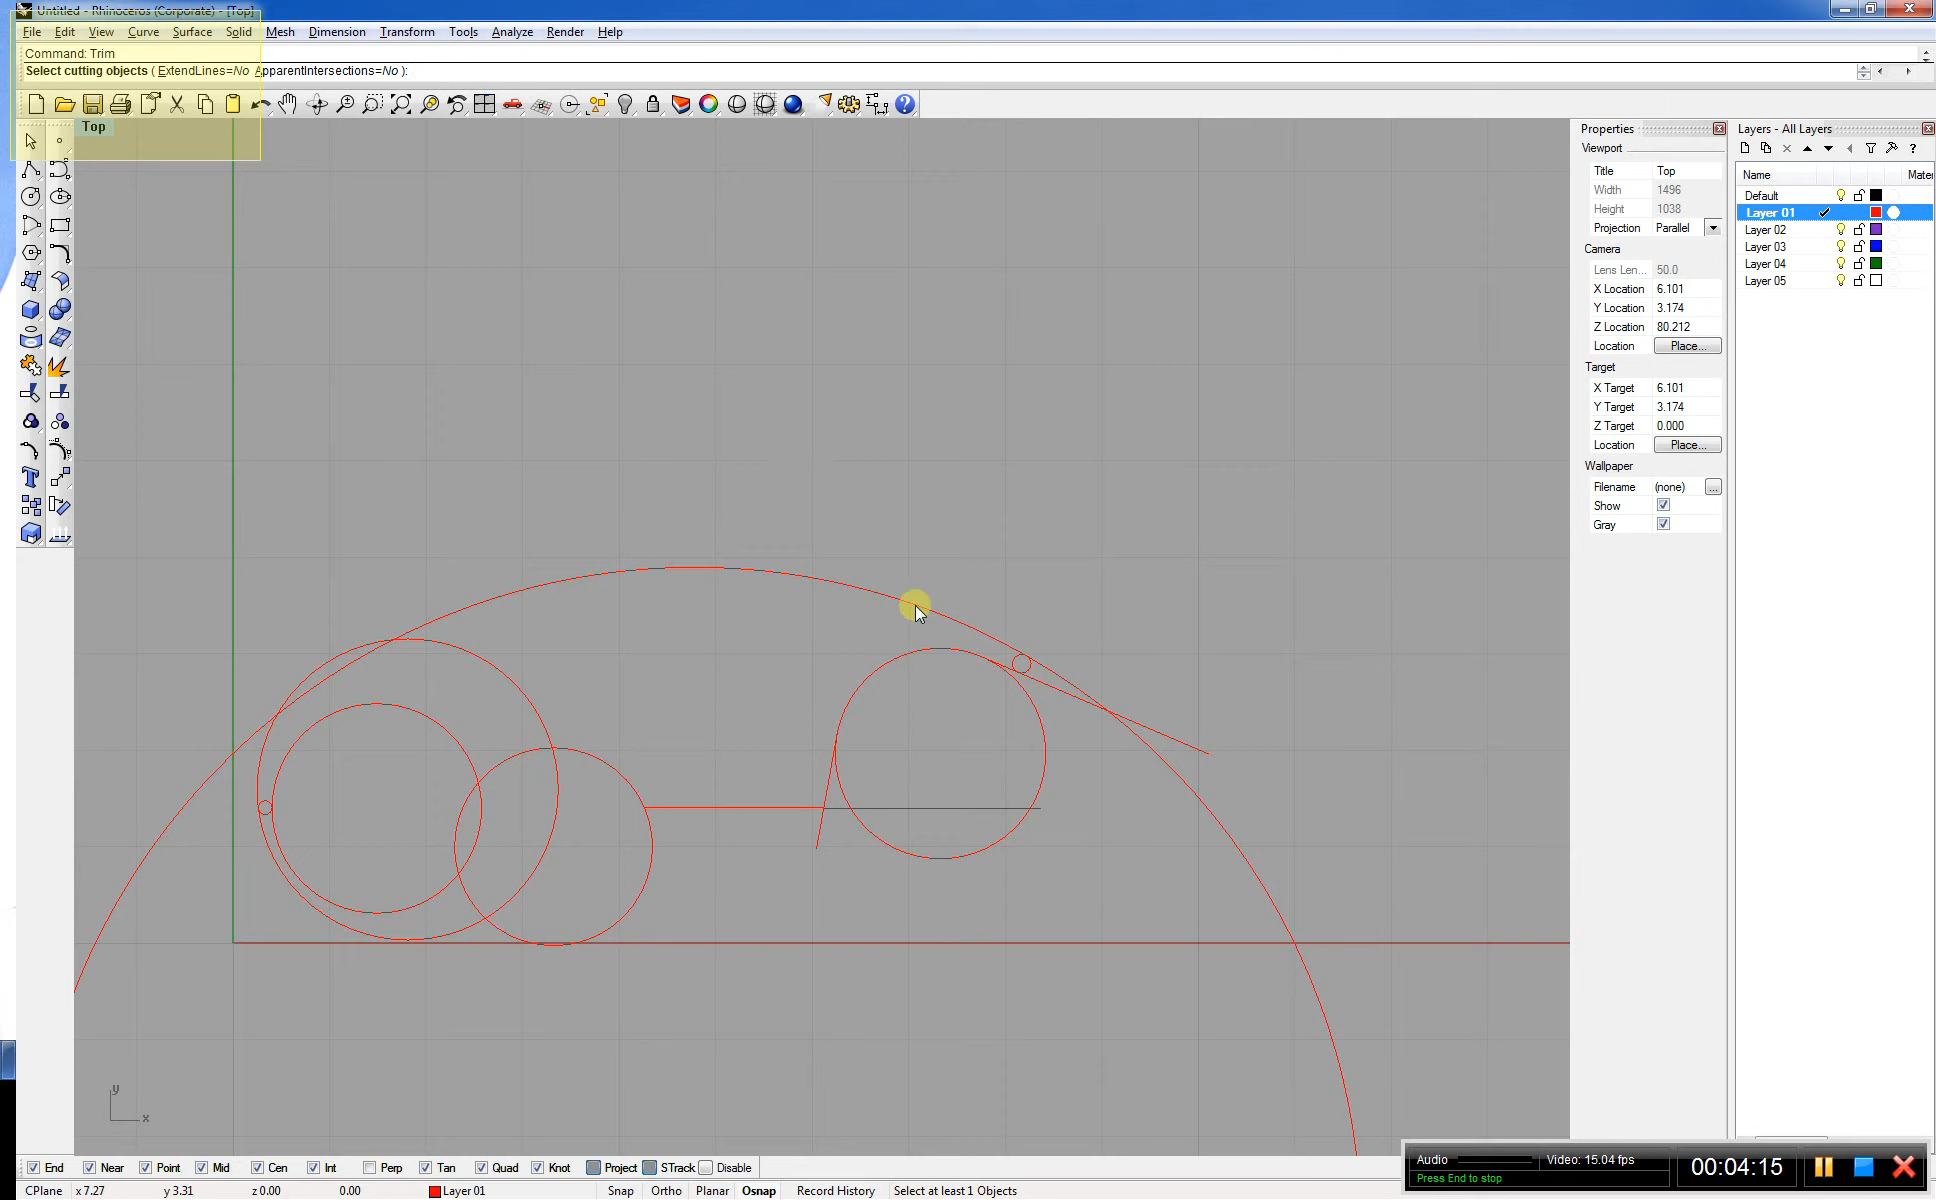 Untitled - Rhinoceros (Corporate) - [Top]
File Edit View Curve Surface Solid Mesh Dimension Transform Tools Analyze Render Help
Command: Trim
Select cutting objects ( ExtendLines=No ApparentIntersections=No ):
Top
Properties
Viewport
Title Top
Width 1496
Height 1038
Projection Parallel
Camera
Lens Len... 50.0
X Location 6.101
Y Location 3.174
Z Location 80.212
Location Place...
Target
X Target 6.101
Y Target 3.174
Z Target 0.000
Location Place...
Wallpaper
Filename (none) ...
Show
Gray
Layers - All Layers
Name Mater
Default
Layer 01
Layer 02
Layer 03
Layer 04
Layer 05
y
x
End Near Point Mid Cen Int Perp Tan Quad Knot Project STrack Disable
CPlane x 7.27 y 3.31 z 0.00 0.00 Layer 01 Snap Ortho Planar Osnap Record History Select at least 1 Objects
Audio Video: 15.04 fps
Press End to stop
00:04:15